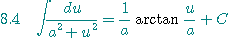 8.4 ∫ du / (a² + u²) = 1/a arctan u/a + C